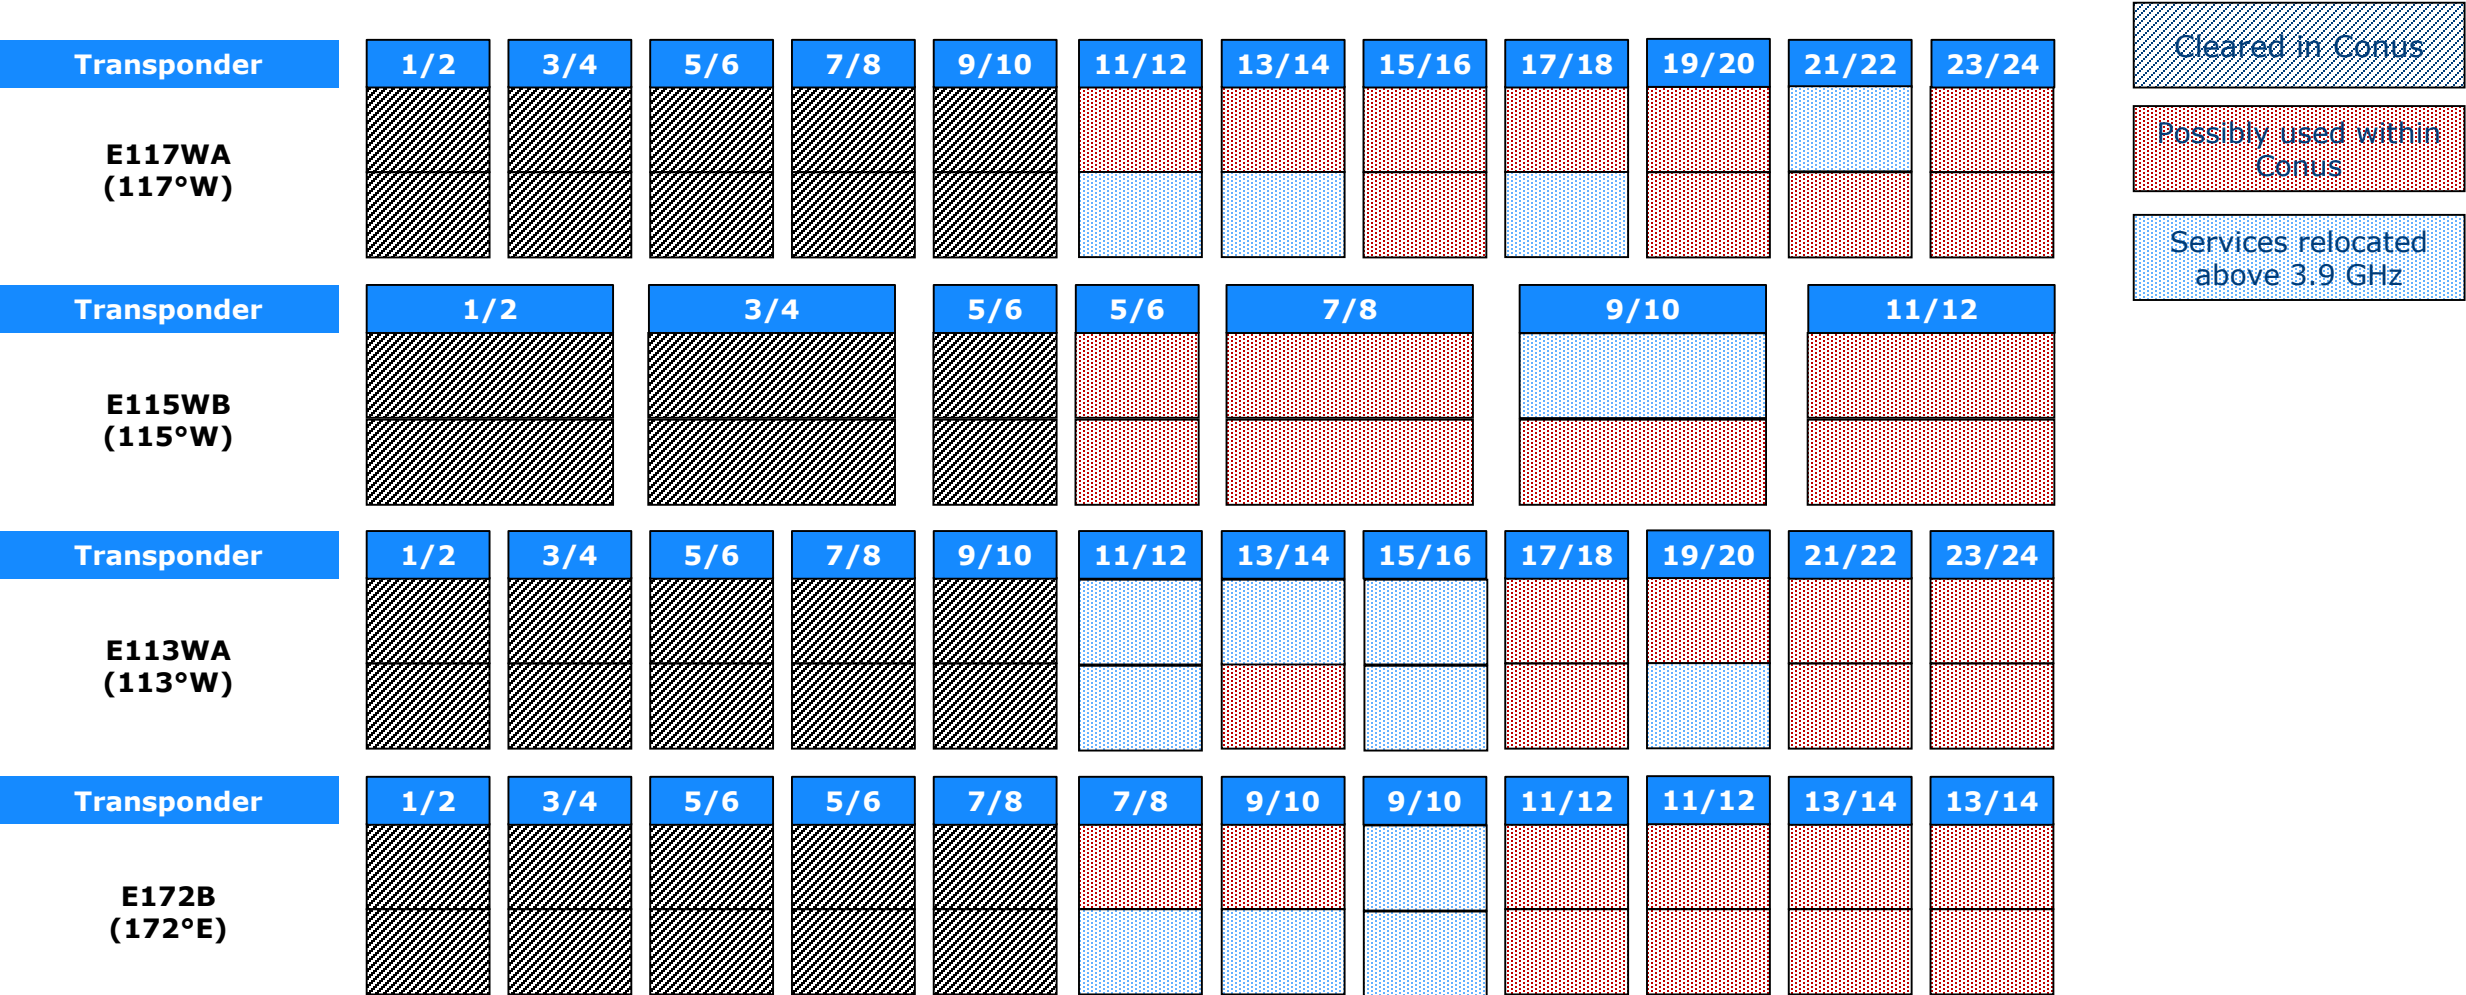 Cleared in Conus
Transponder 1/2 3/4 5/6 7/8 9/10 11/12 13/14 15/16 17/18 19/20 21/22 23/24
Possibly used within
Conus
E117WA
(117°W)
Services relocated
above 3.9 GHz
Transponder 1/2 3/4 5/6 5/6 7/8 9/10 11/12
E115WB
(115°W)
Transponder 1/2 3/4 5/6 7/8 9/10 11/12 13/14 15/16 17/18 19/20 21/22 23/24
E113WA
(113°W)
Transponder 1/2 3/4 5/6 5/6 7/8 7/8 9/10 9/10 11/12 11/12 13/14 13/14
E172B
(172°E)